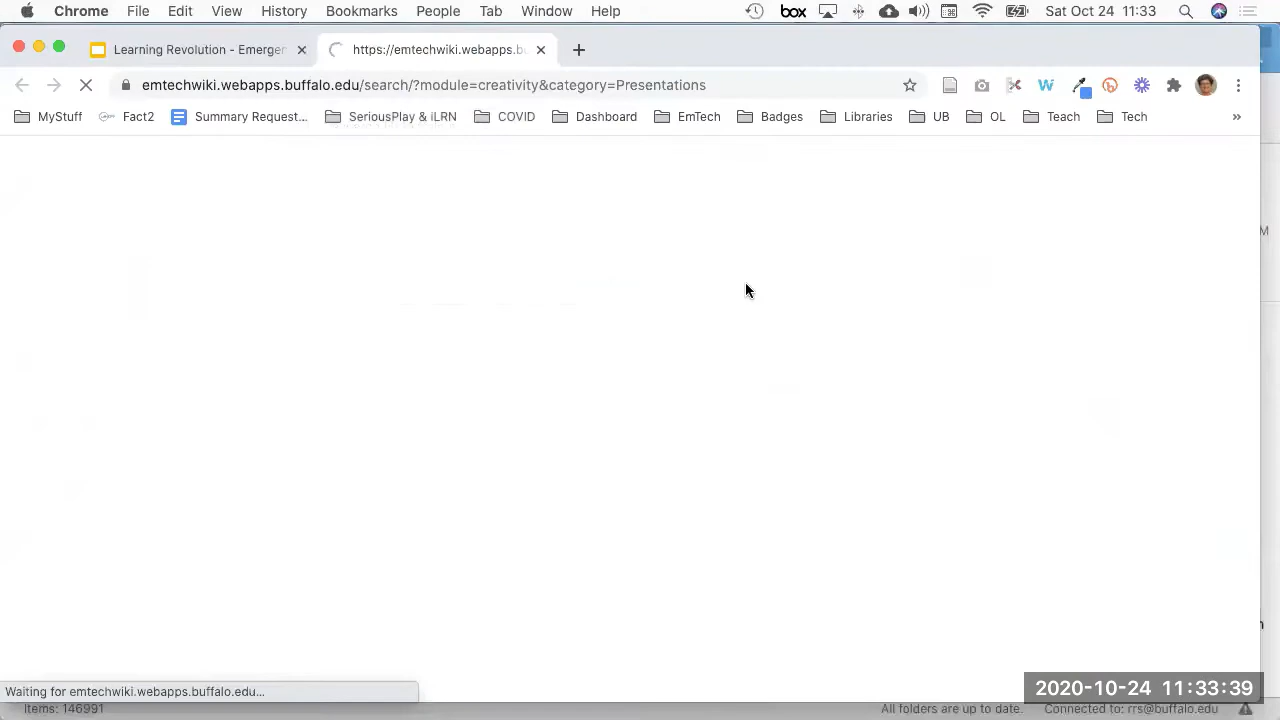 Chrome File Edit View History Bookmarks People Tab Window Help box Sat Oct 24 11:33
Learning Revolution - Emerger https://emtechwiki.webapps.bu
emtechwiki.webapps.buffalo.edu/search/?module=creativity&category=Presentations
MyStuff Fact2 Summary Request... SeriousPlay & iLRN COVID Dashboard EmTech Badges Libraries UB OL Teach Tech »
M
Waiting for emtechwiki.webapps.buffalo.edu...
2020-10-24 11:33:39
Items: 146991 All folders are up to date. Connected to: rrs@buffalo.edu